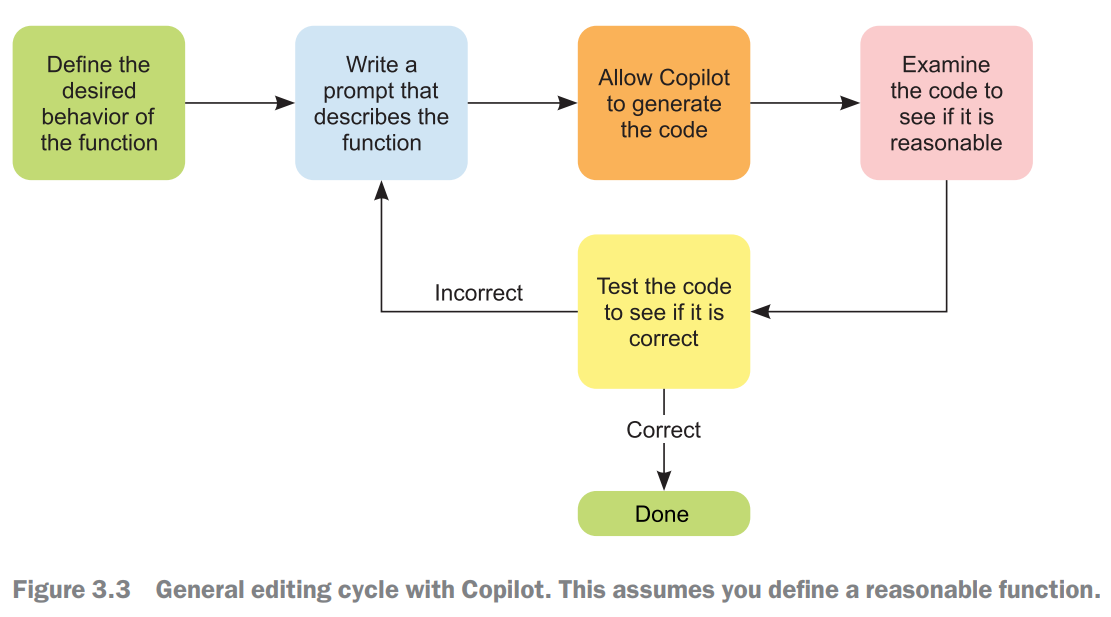 Define the
desired
behavior of
the function
Write a
prompt that
describes the
function
Allow Copilot
to generate
the code
Examine
the code to
see if it is
reasonable
Test the code
to see if it is
correct
Incorrect
Correct
Done
Figure 3.3 General editing cycle with Copilot. This assumes you define a reasonable function.